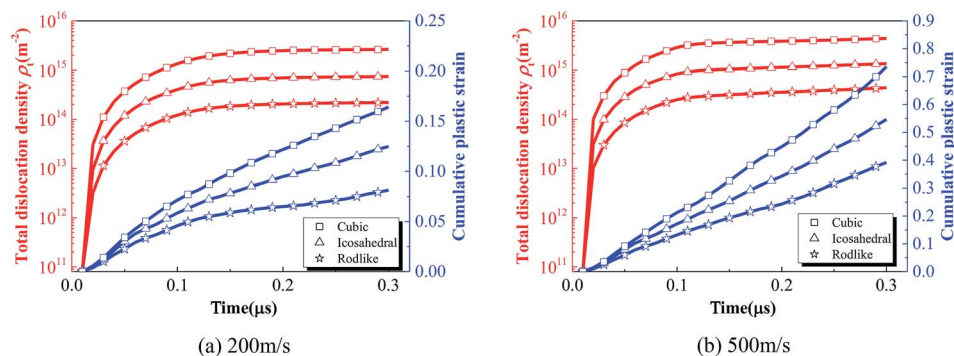 Total dislocation density ρt(m-2)
10^16
10^15
10^14
10^13
10^12
10^11
0.0
0.1
0.2
0.3
Time(μs)
0.25
0.20
0.15
0.10
0.05
0.00
Cumulative plastic strain
Cubic
Icosahedral
Rodlike
(a) 200m/s
Total dislocation density ρt(m-2)
10^16
10^15
10^14
10^13
10^12
10^11
0.0
0.1
0.2
0.3
Time(μs)
0.9
0.8
0.7
0.6
0.5
0.4
0.3
0.2
0.1
0.0
Cumulative plastic strain
Cubic
Icosahedral
Rodlike
(b) 500m/s